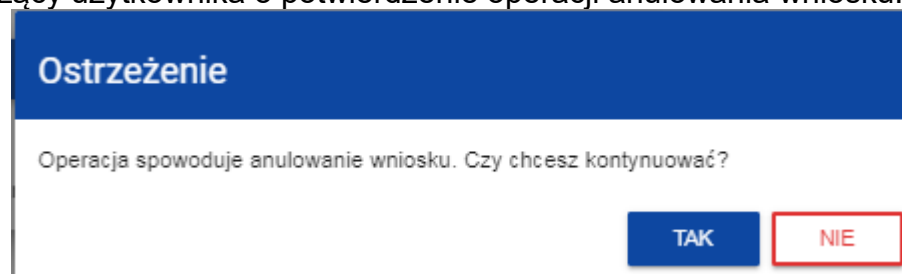 użytkownika o potwierdzenie operacji anulowania wniosku.
Ostrzeżenie
Operacja spowoduje anulowanie wniosku. Czy chcesz kontynuować?
TAK NIE